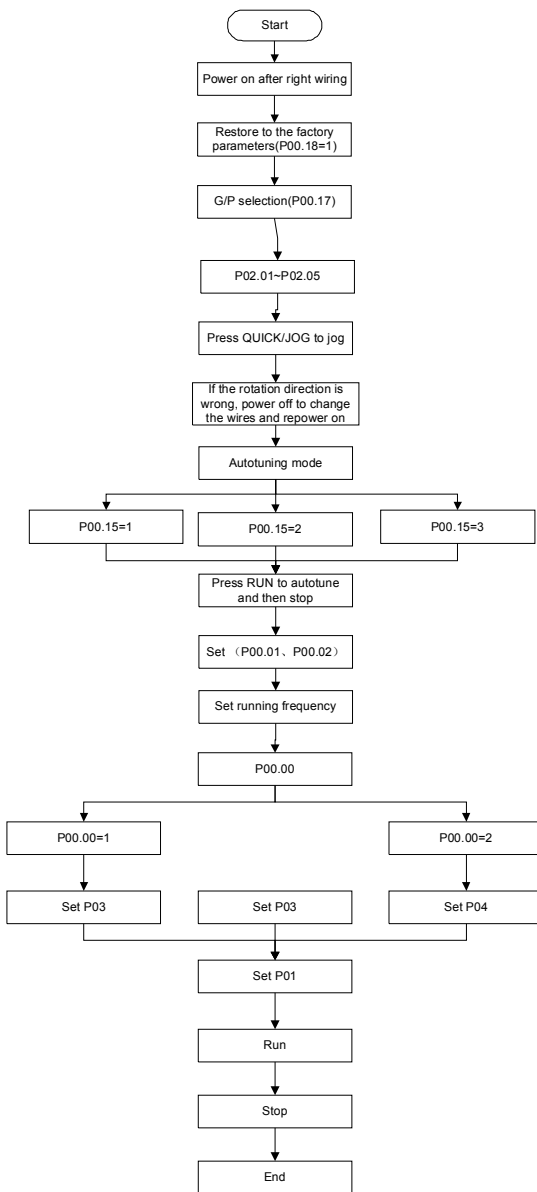 Start
Power on after right wiring
Restore to the factory
parameters(P00.18=1)
G/P selection(P00.17)
P02.01~P02.05
Press QUICK/JOG to jog
If the rotation direction is
wrong, power off to change
the wires and repower on
Autotuning mode
P00.15=1
P00.15=2
P00.15=3
Press RUN to autotune
and then stop
Set （P00.01、P00.02）
Set running frequency
P00.00
P00.00=1
P00.00=2
Set P03
Set P03
Set P04
Set P01
Run
Stop
End